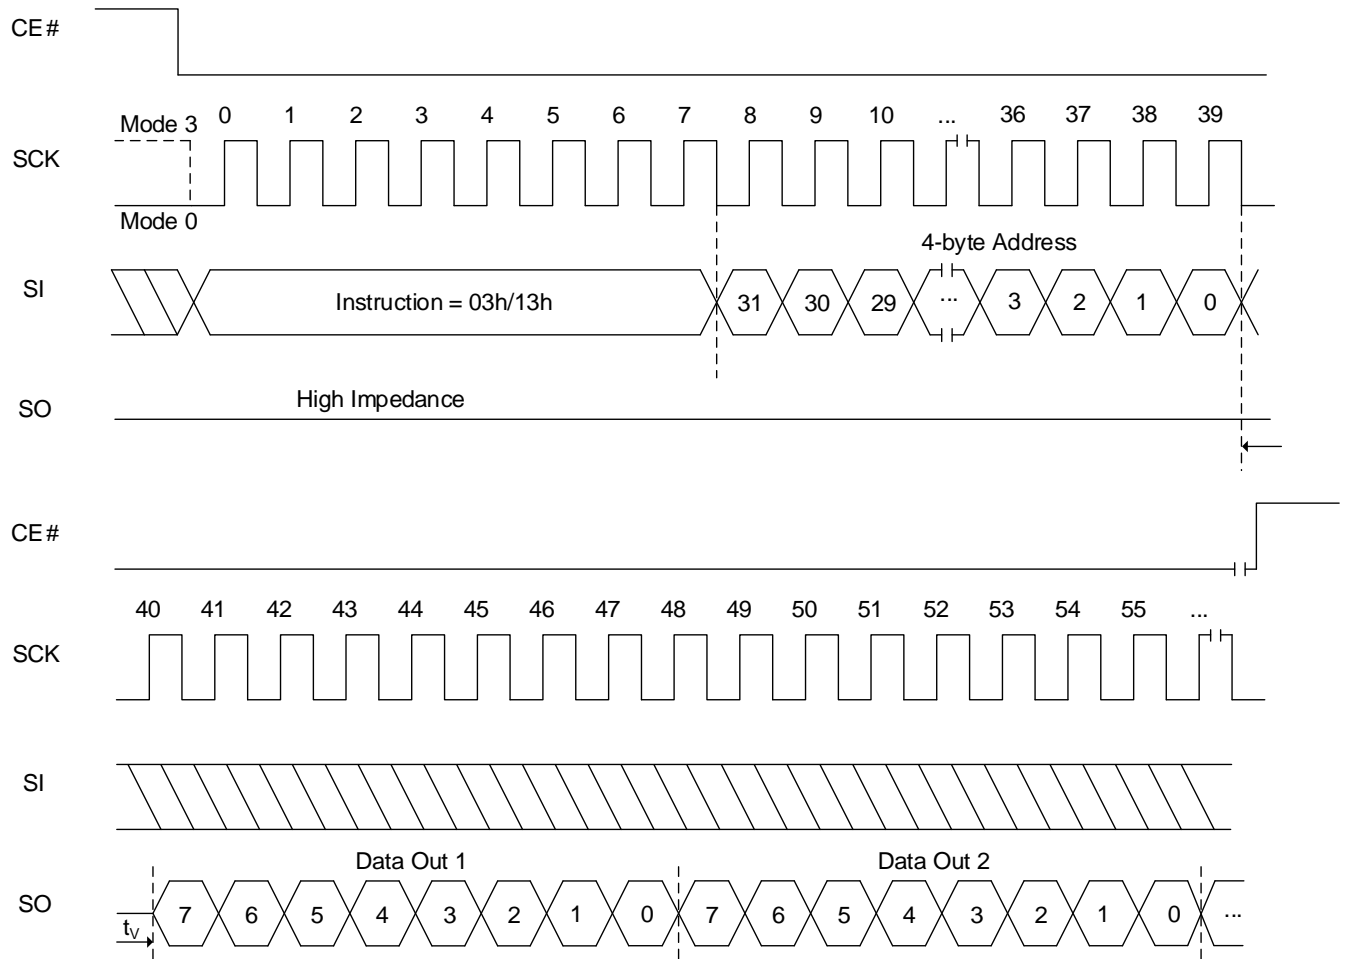 CE#
0 1 2 3 4 5 6 7 8 9 10 ... 36 37 38 39
Mode 3
SCK
Mode 0
4-byte Address
SI
Instruction = 03h/13h 31 30 29 ... 3 2 1 0
High Impedance
SO
CE#
40 41 42 43 44 45 46 47 48 49 50 51 52 53 54 55 ...
SCK
SI
Data Out 1 Data Out 2
SO
7 6 5 4 3 2 1 0 7 6 5 4 3 2 1 0 ...
tV